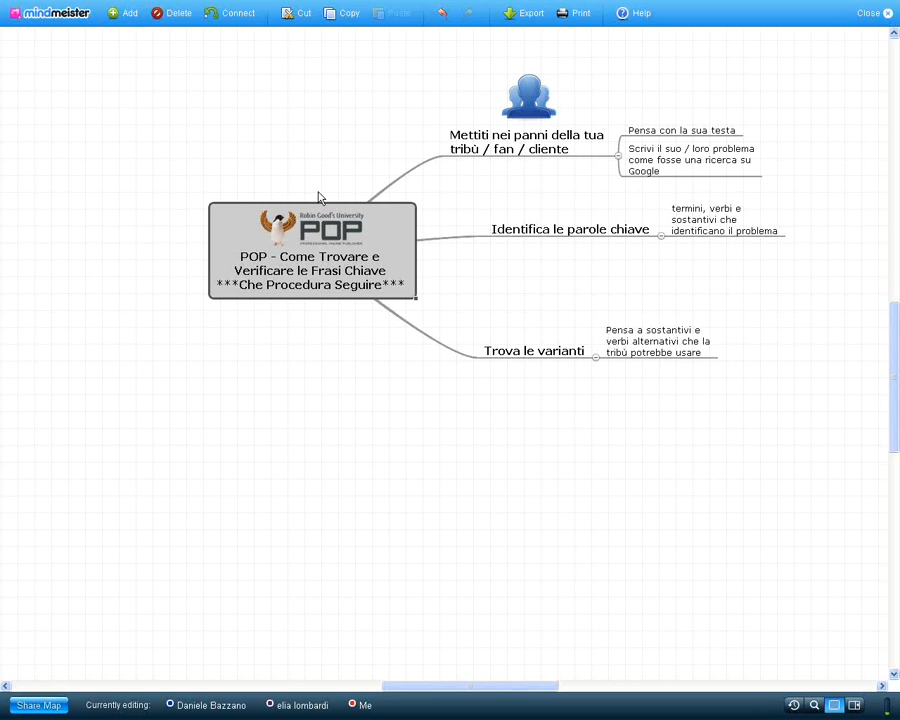 mindmeister
Add
Delete
Connect
Cut
Copy
Paste
Export
Print
Help
Close
Mettiti nei panni della tua
tribù / fan / cliente
Pensa con la sua testa
Scrivi il suo / loro problema
come fosse una ricerca su
Google
Robin Good's University
POP
PROFESSIONAL ONLINE PUBLISHER
POP - Come Trovare e
Verificare le Frasi Chiave
***Che Procedura Seguire***
Identifica le parole chiave
termini, verbi e
sostantivi che
identificano il problema
Trova le varianti
Pensa a sostantivi e
verbi alternativi che la
tribù potrebbe usare
Share Map
Currently editing:
Daniele Bazzano
elia lombardi
Me